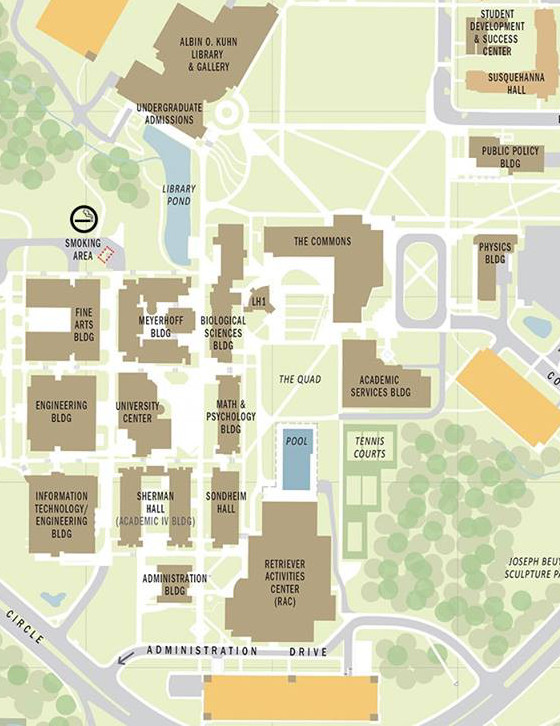 STUDENT
DEVELOPMENT
& SUCCESS
CENTER
ALBIN O. KUHN
LIBRARY
& GALLERY
SUSQUEHANNA
HALL
UNDERGRADUATE
ADMISSIONS
PUBLIC POLICY
BLDG
LIBRARY
POND
SMOKING
AREA
THE COMMONS
PHYSICS
BLDG
LH1
FINE
ARTS
BLDG
MEYERHOFF
BLDG
BIOLOGICAL
SCIENCES
BLDG
THE QUAD
ACADEMIC
SERVICES BLDG
CO
ENGINEERING
BLDG
UNIVERSITY
CENTER
MATH &
PSYCHOLOGY
BLDG
POOL
TENNIS
COURTS
INFORMATION
TECHNOLOGY/
ENGINEERING
BLDG
SHERMAN
HALL
(ACADEMIC IV BLDG)
SONDHEIM
HALL
RETRIEVER
ACTIVITIES
CENTER
(RAC)
JOSEPH BEUY
SCULPTURE PA
ADMINISTRATION
BLDG
CIRCLE
ADMINISTRATION DRIVE